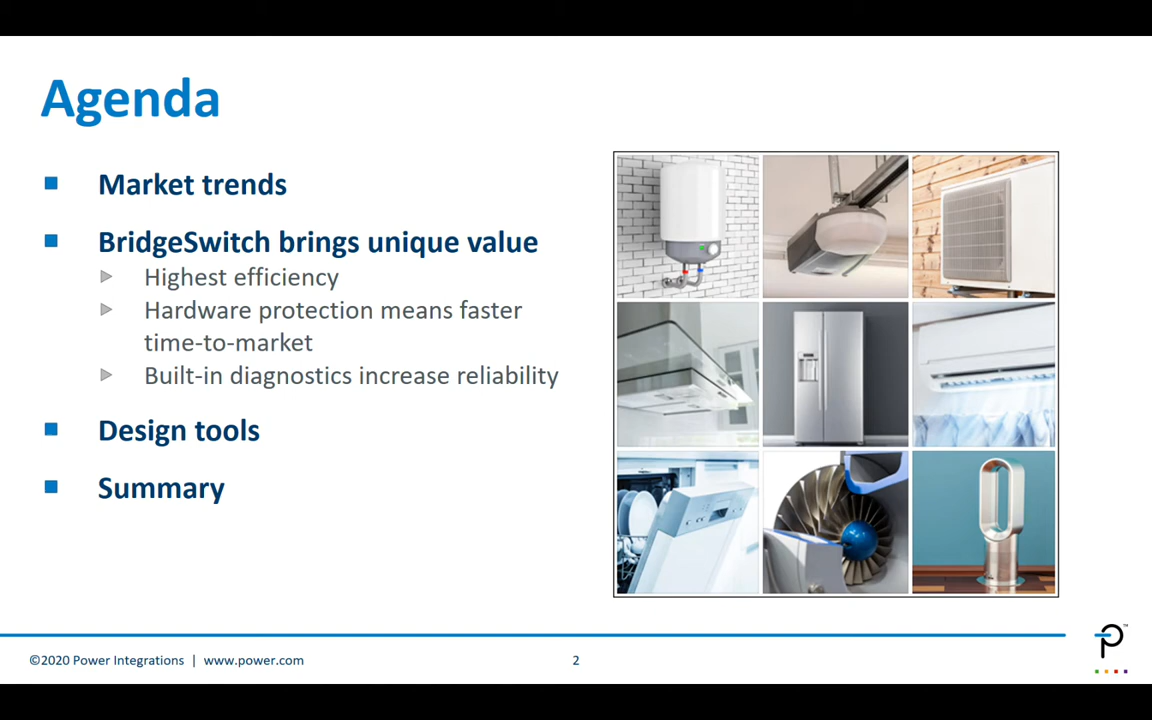 Agenda
Market trends
BridgeSwitch brings unique value
Highest efficiency
Hardware protection means faster
time-to-market
Built-in diagnostics increase reliability
Design tools
Summary
©2020 Power Integrations | www.power.com
2
™